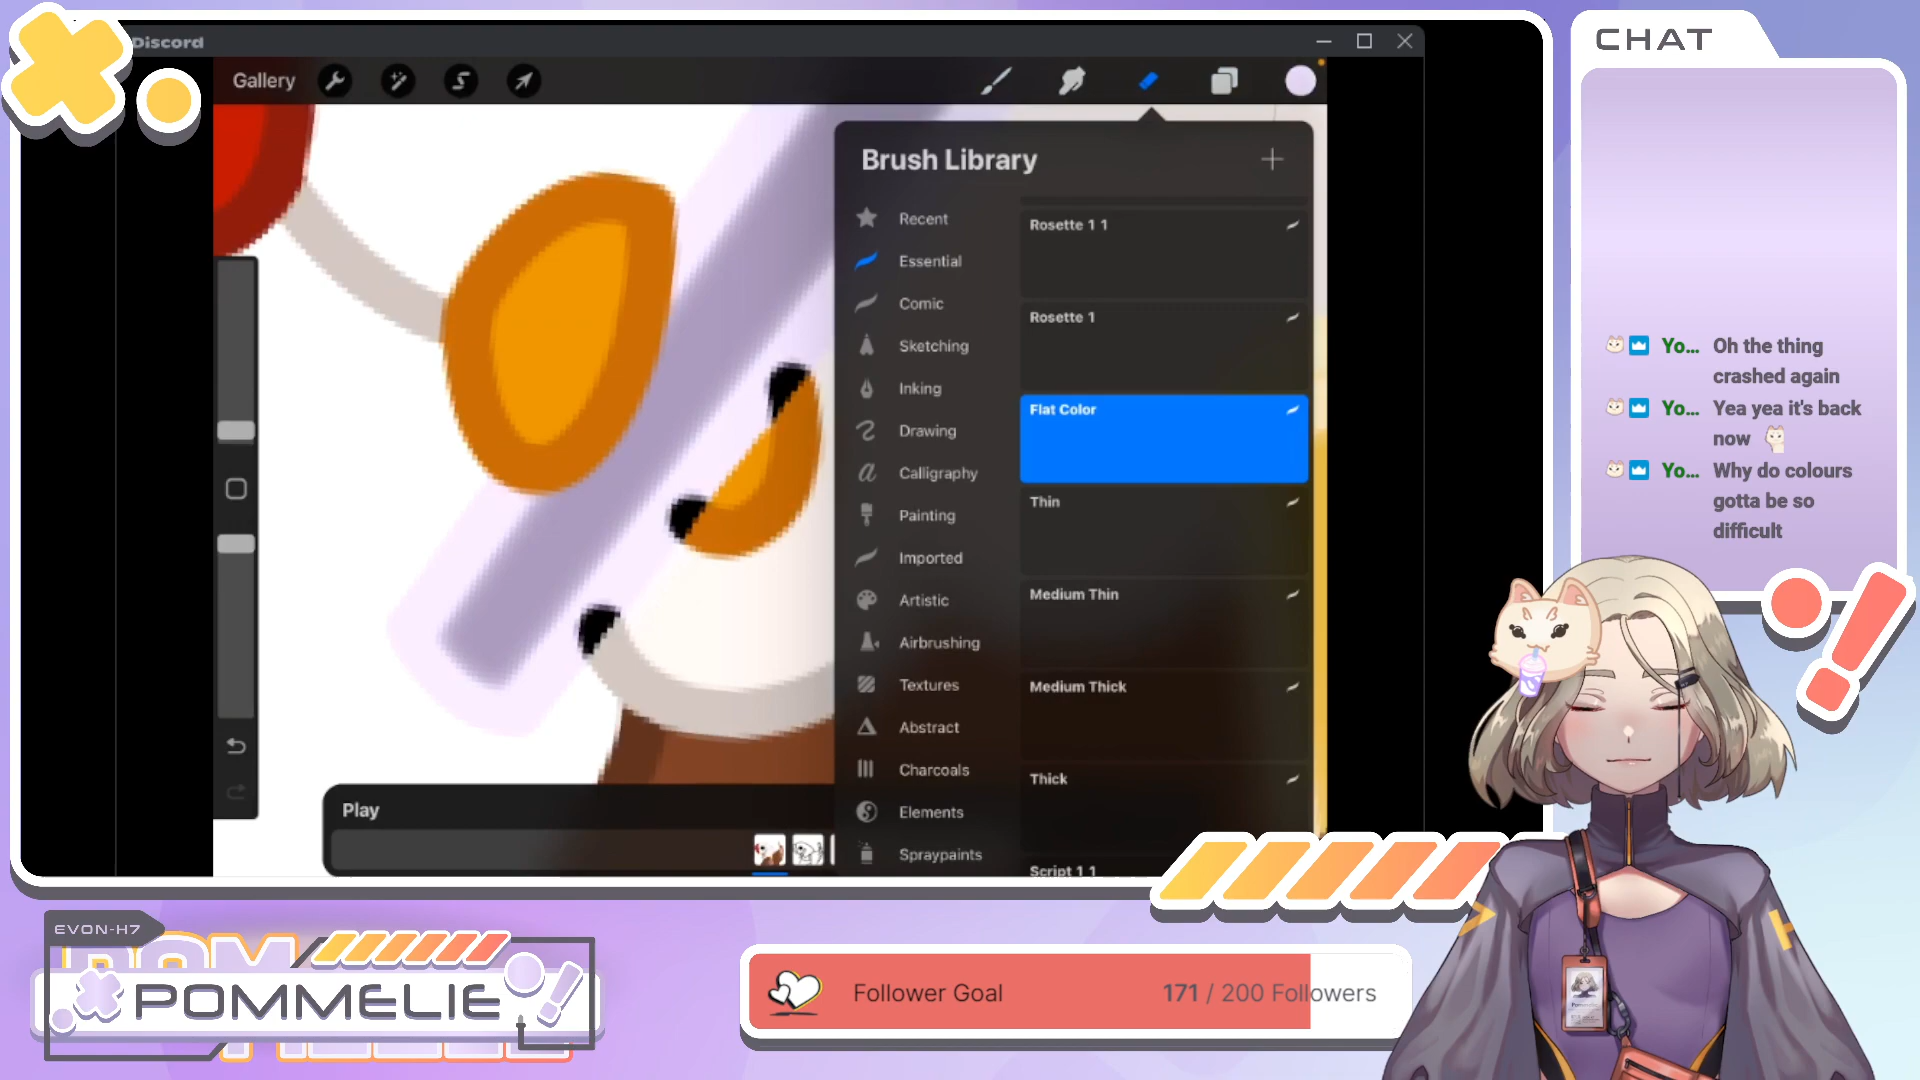 Discord
Gallery
Brush Library
Recent
Essential
Comic
Sketching
Inking
Drawing
Calligraphy
Painting
Imported
Artistic
Airbrushing
Textures
Abstract
Charcoals
Elements
Spraypaints
Rosette 1 1
Rosette 1
Flat Color
Thin
Medium Thin
Medium Thick
Thick
Script 1 1
Play
CHAT
Yo... Oh the thing
crashed again
Yo... Yea yea it's back
now
Yo... Why do colours
gotta be so
difficult
EVON-H7
POMMELIE
Follower Goal
171 / 200 Followers